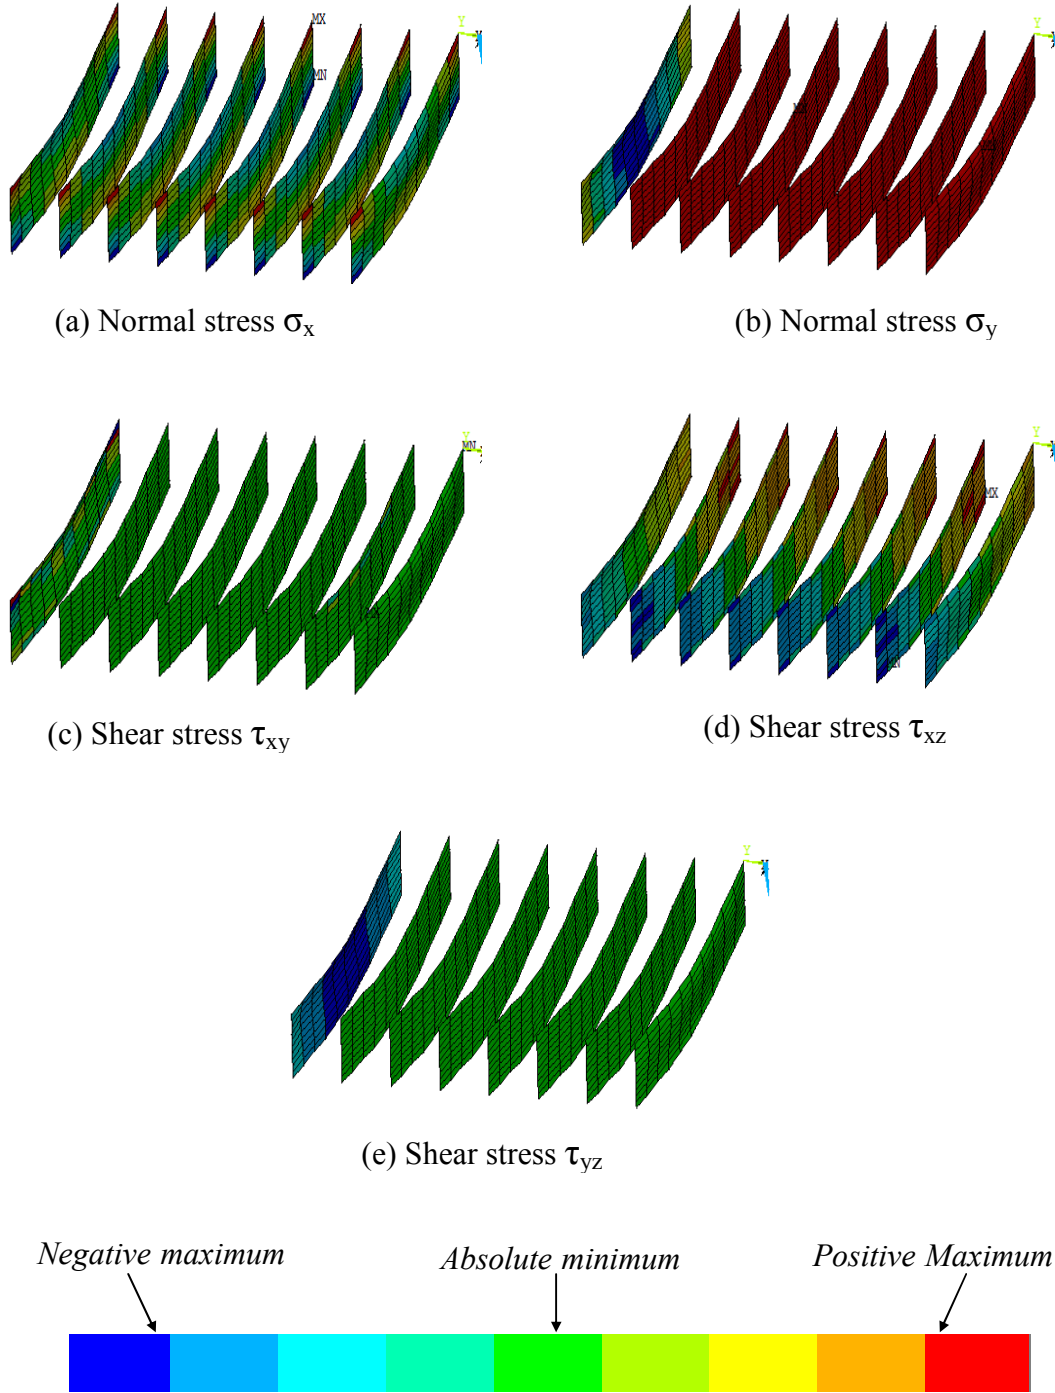 MX
MN
Y
(a) Normal stress σx
Y
(b) Normal stress σy
Y
MN
(c) Shear stress τxy
Y
MX
MN
(d) Shear stress τxz
Y
(e) Shear stress τyz
Negative maximum
Absolute minimum
Positive Maximum